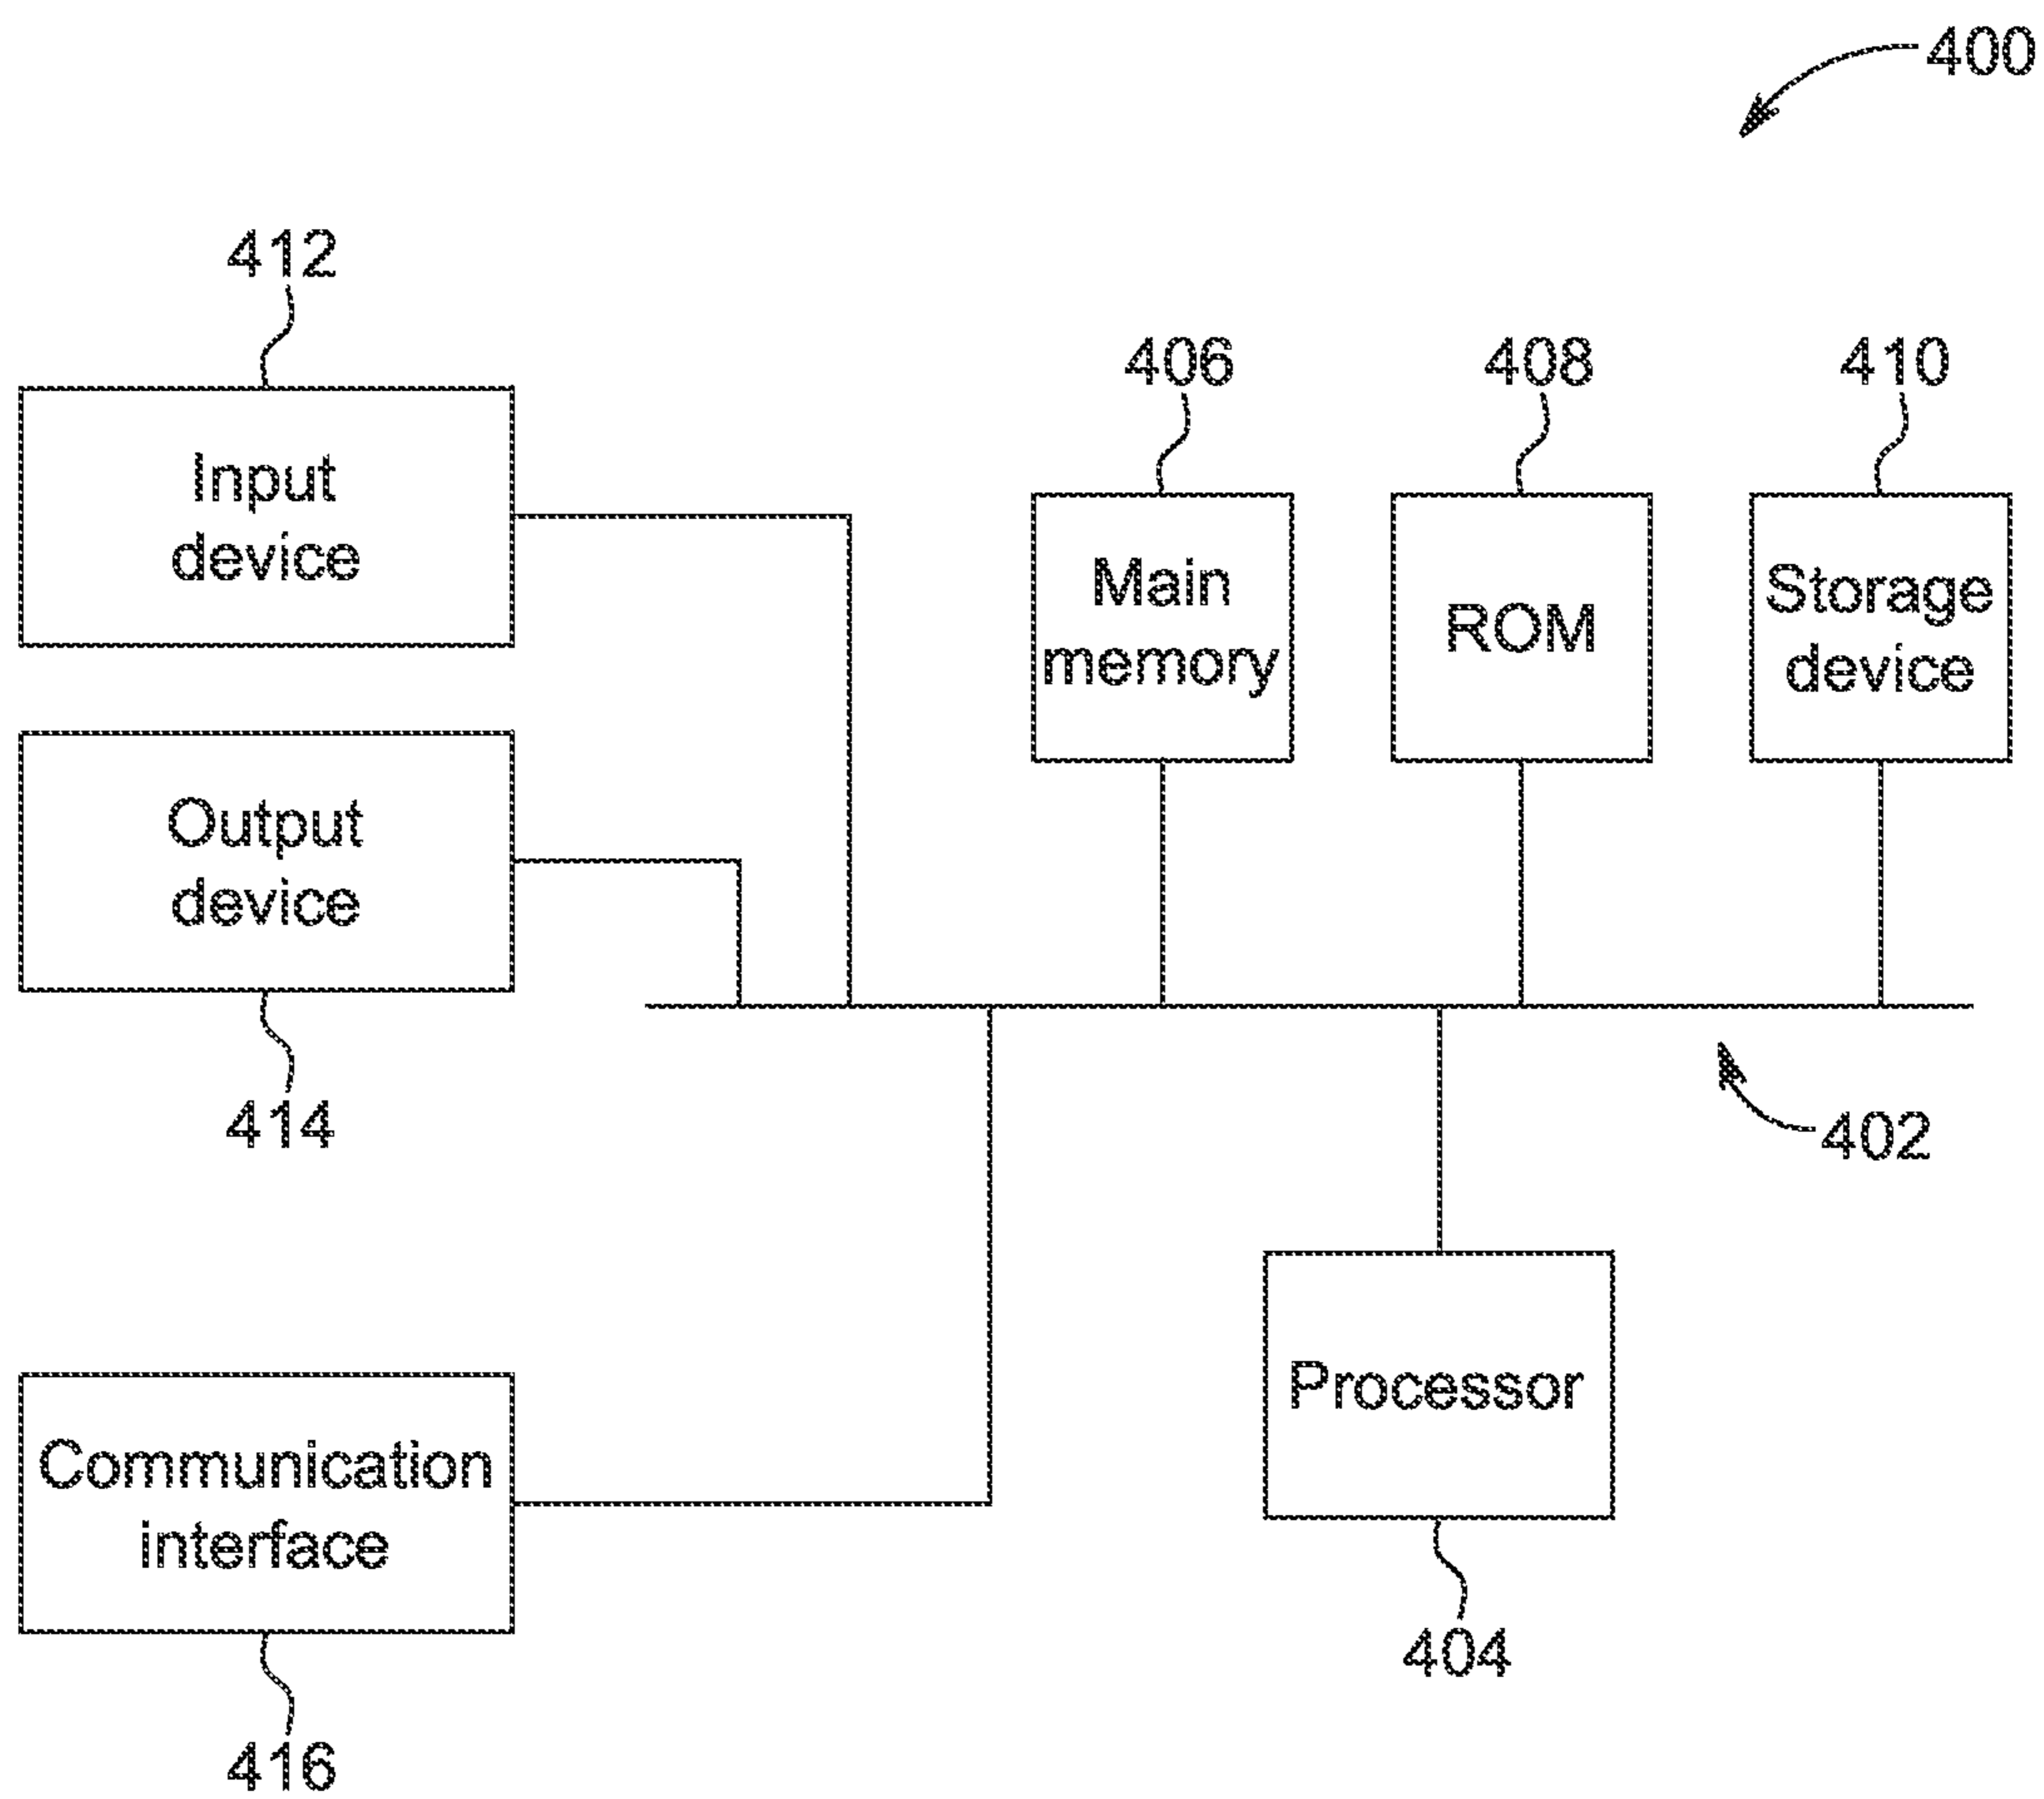 400
412
406
408
410
Input
device
Main
memory
ROM
Storage
device
Output
device
414
402
Processor
Communication
interface
404
416